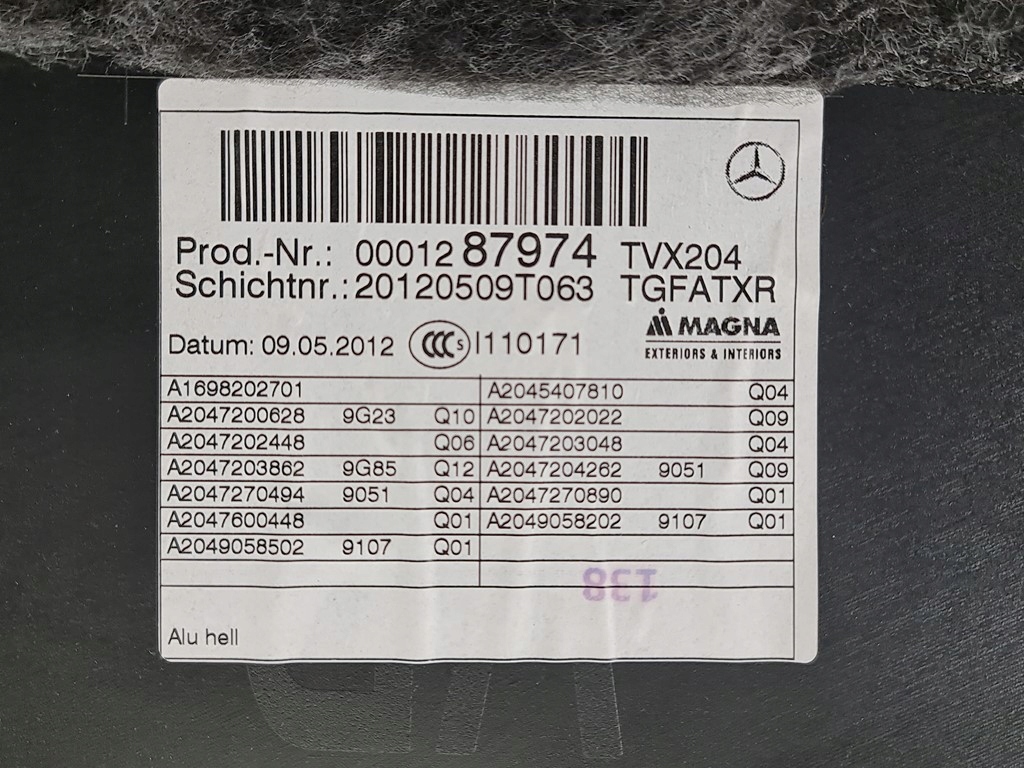 Prod.-Nr.: 000128 7974 TVX204
Schichtnr.: 20120509T063 TGFATXR
MAGNA
EXTERIORS & INTERIORS
Datum: 09.05.2012 CCC S I110171
A1698202701 A2045407810 Q04
A2047200628 9G23 Q10 A2047202022 Q09
A2047202448 Q06 A2047203048 Q04
A2047203862 9G85 Q12 A2047204262 9051 Q09
A2047270494 9051 Q04 A2047270890 Q01
A2047600448 Q01 A2049058202 9107 Q01
A2049058502 9107 Q01
138
Alu hell